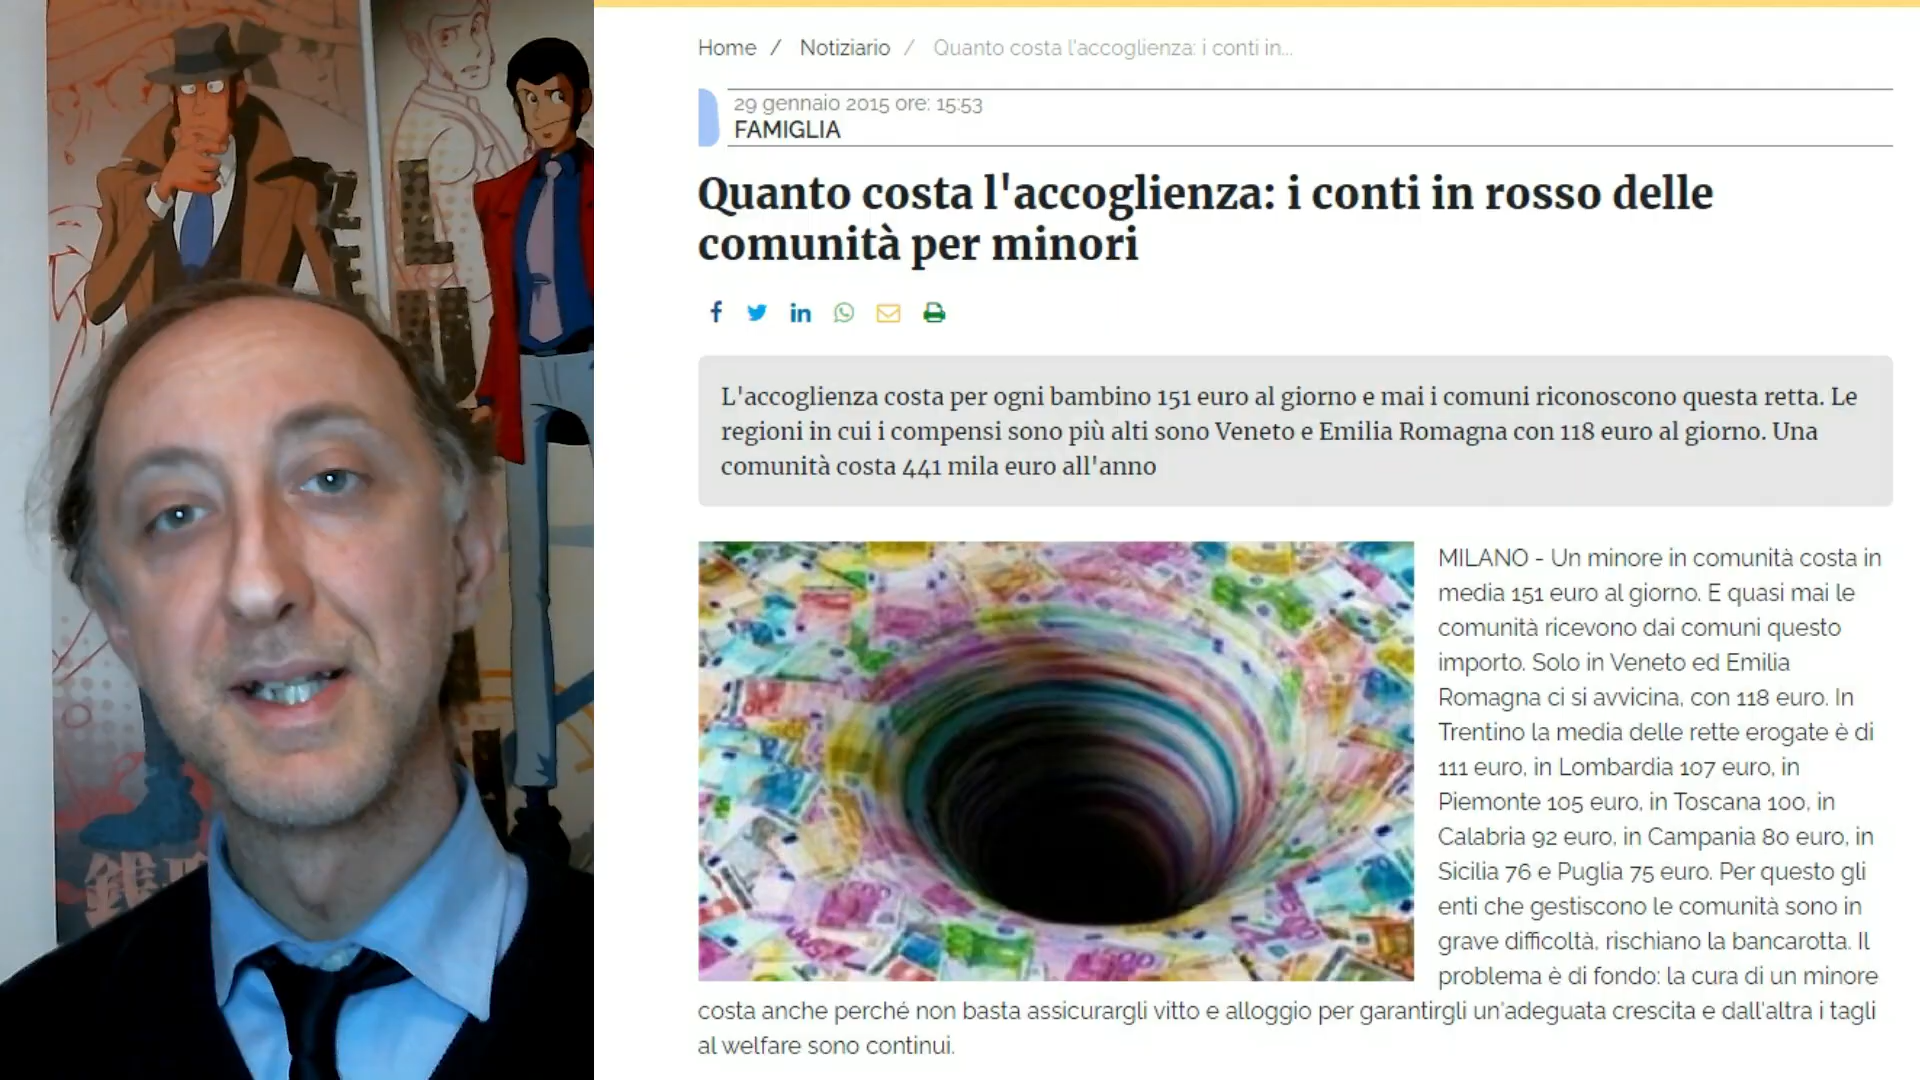 Home / Notiziario / Quanto costa l'accoglienza: i conti in...
29 gennaio 2015 ore: 15:53
FAMIGLIA
Quanto costa l'accoglienza: i conti in rosso delle
comunità per minori
L'accoglienza costa per ogni bambino 151 euro al giorno e mai i comuni riconoscono questa retta. Le
regioni in cui i compensi sono più alti sono Veneto e Emilia Romagna con 118 euro al giorno. Una
comunità costa 441 mila euro all'anno
MILANO - Un minore in comunità costa in
media 151 euro al giorno. E quasi mai le
comunità ricevono dai comuni questo
importo. Solo in Veneto ed Emilia
Romagna ci si avvicina, con 118 euro. In
Trentino la media delle rette erogate è di
111 euro, in Lombardia 107 euro, in
Piemonte 105 euro, in Toscana 100, in
Calabria 92 euro, in Campania 80 euro, in
Sicilia 76 e Puglia 75 euro. Per questo gli
enti che gestiscono le comunità sono in
grave difficoltà, rischiano la bancarotta. Il
problema è di fondo: la cura di un minore
costa anche perché non basta assicurargli vitto e alloggio per garantirgli un'adeguata crescita e dall'altra i tagli
al welfare sono continui.